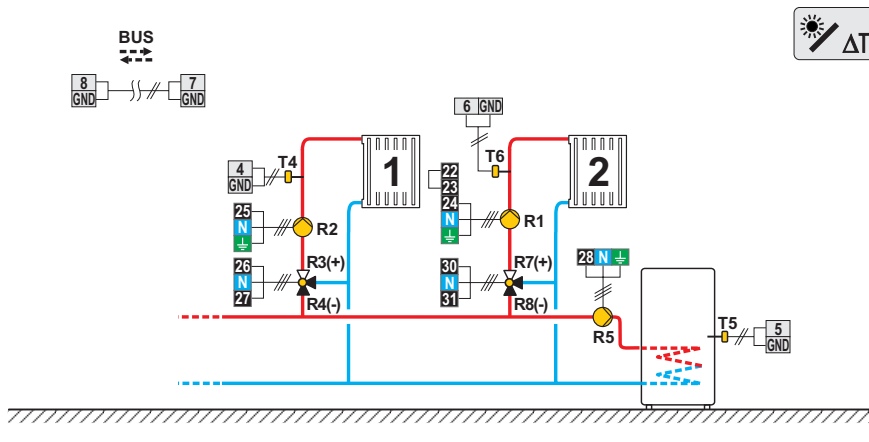 BUS
ΔT
8
GND
7
GND
6 GND
4
GND
T4
1
T6
22
23
24
N
2
25
N
R2
R1
26
N
27
R3(+)
R4(-)
30
N
31
R7(+)
R8(-)
28 N
R5
T5
5
GND